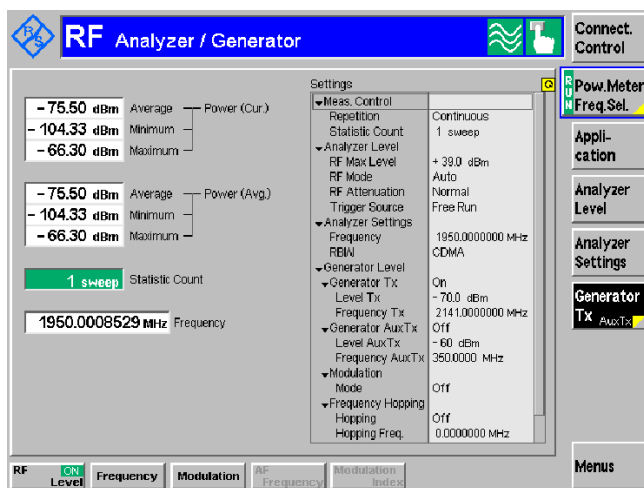 R/S
RF Analyzer / Generator
Connect.
Control
RUN
Pow.Meter
Freq.Sel.
Appli-
cation
Analyzer
Level
Analyzer
Settings
Generator
Tx AuxTx
Menus
- 75.50 dBm Average Power (Cur.)
- 104.33 dBm Minimum
- 66.30 dBm Maximum
- 75.50 dBm Average Power (Avg.)
- 104.33 dBm Minimum
- 66.30 dBm Maximum
1 sweep Statistic Count
1950.0008529 MHz Frequency
Settings
Q
Meas. Control
Repetition Continuous
Statistic Count 1 sweep
Analyzer Level
RF Max Level + 39.0 dBm
RF Mode Auto
RF Attenuation Normal
Trigger Source Free Run
Analyzer Settings
Frequency 1950.0000000 MHz
RBW CDMA
Generator Level
Generator Tx On
Level Tx - 70.0 dBm
Frequency Tx 2141.0000000 MHz
Generator AuxTx Off
Level AuxTx - 60 dBm
Frequency AuxTx 350.0000 MHz
Modulation
Mode Off
Frequency Hopping
Hopping Off
Hopping Freq. 0.0000000 MHz
RF ON
Level
Frequency
Modulation
AF
Frequency
Modulation
Index